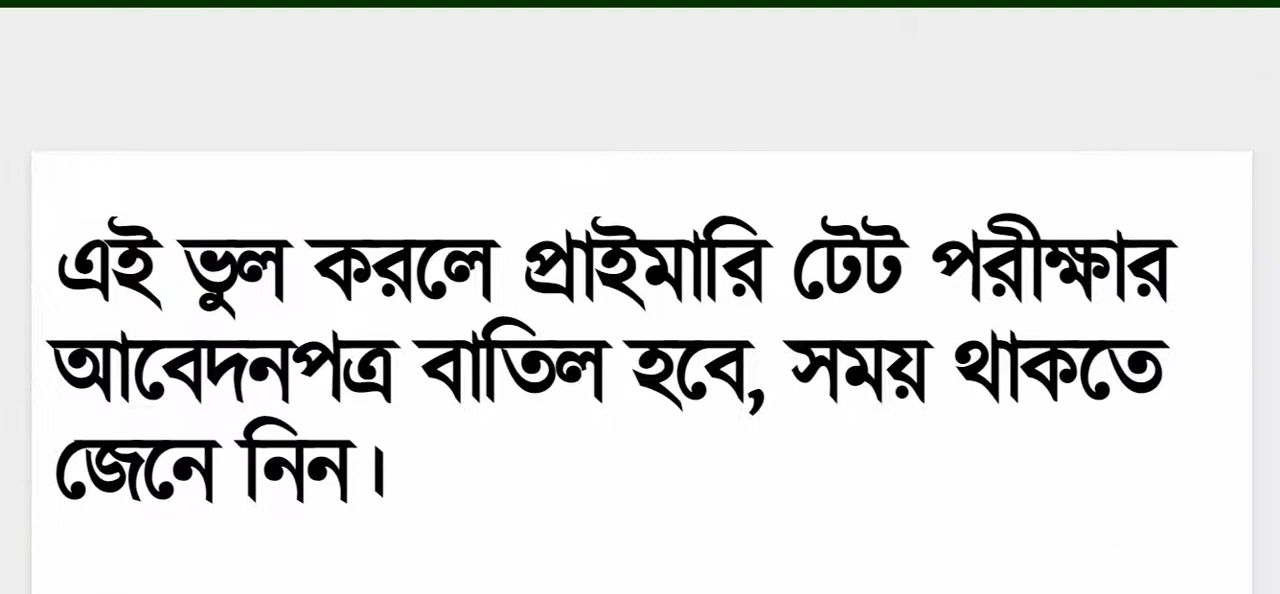 এই ভুল করলে প্রাইমারি টেট পরীক্ষার
আবেদনপত্র বাতিল হবে, সময় থাকতে
জেনে নিন।